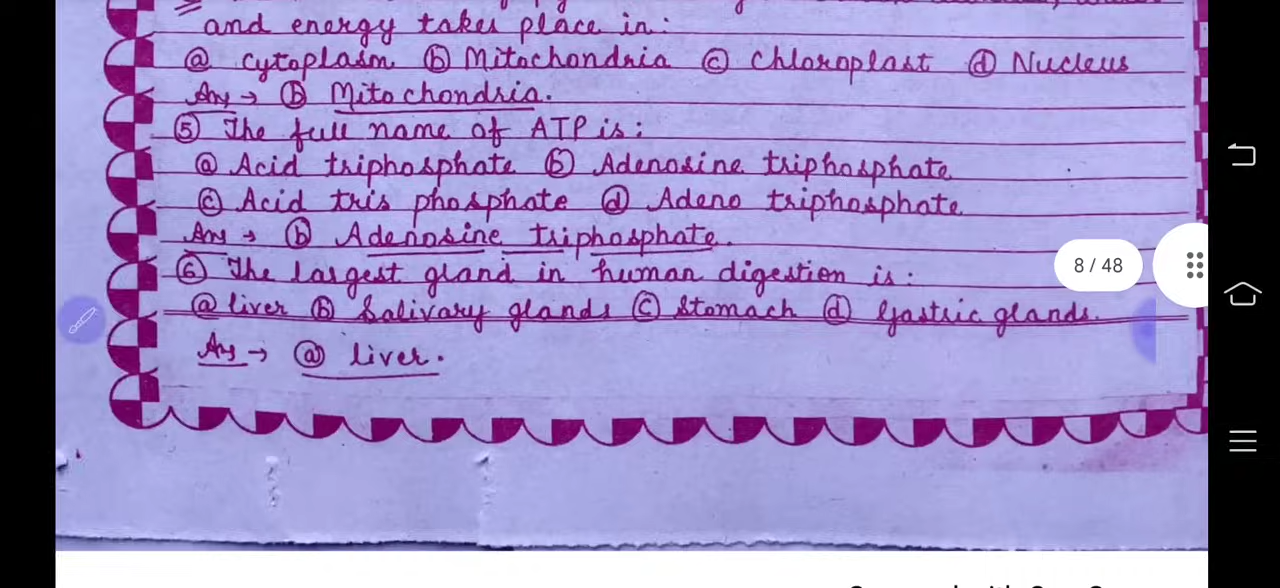 and energy takes place in:
ⓐ cytoplasm ⓑ Mitochondria ⓒ Chloroplast ⓓ Nucleus
Ans → ⓑ Mitochondria.
⑤ The full name of ATP is:
ⓐ Acid triphosphate ⓑ Adenosine triphosphate
ⓒ Acid tris phosphate ⓓ Adeno triphosphate
Ans → ⓑ Adenosine triphosphate.
⑥ The largest gland in human digestion is:
ⓐ liver ⓑ Salivary glands ⓒ Stomach ⓓ Gastric glands.
Ans → ⓐ liver.
8 / 48